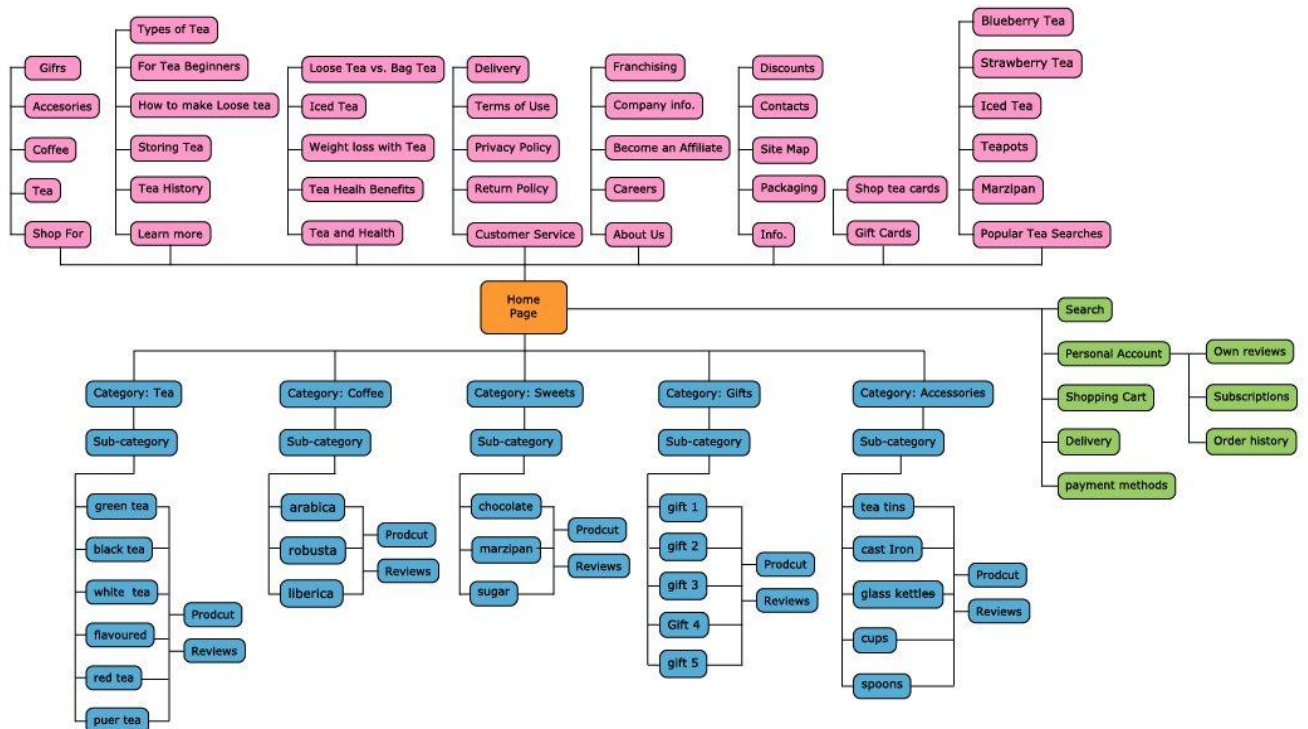 Gifrs
Accesories
Coffee
Tea
Shop For
Types of Tea
For Tea Beginners
How to make Loose tea
Storing Tea
Tea History
Learn more
Loose Tea vs. Bag Tea
Iced Tea
Weight loss with Tea
Tea Healh Benefits
Tea and Health
Delivery
Terms of Use
Privacy Policy
Return Policy
Customer Service
Franchising
Company info.
Become an Affiliate
Careers
About Us
Discounts
Contacts
Site Map
Packaging
Info.
Shop tea cards
Gift Cards
Blueberry Tea
Strawberry Tea
Iced Tea
Teapots
Marzipan
Popular Tea Searches
Home
Page
Search
Personal Account
Shopping Cart
Delivery
payment methods
Own reviews
Subscriptions
Order history
Category: Tea
Sub-category
green tea
black tea
white tea
flavoured
red tea
puer tea
Prodcut
Reviews
Category: Coffee
Sub-category
arabica
robusta
liberica
Prodcut
Reviews
Category: Sweets
Sub-category
chocolate
marzipan
sugar
Prodcut
Reviews
Category: Gifts
Sub-category
gift 1
gift 2
gift 3
Gift 4
gift 5
Prodcut
Reviews
Category: Accessories
Sub-category
tea tins
cast Iron
glass kettles
cups
spoons
Prodcut
Reviews